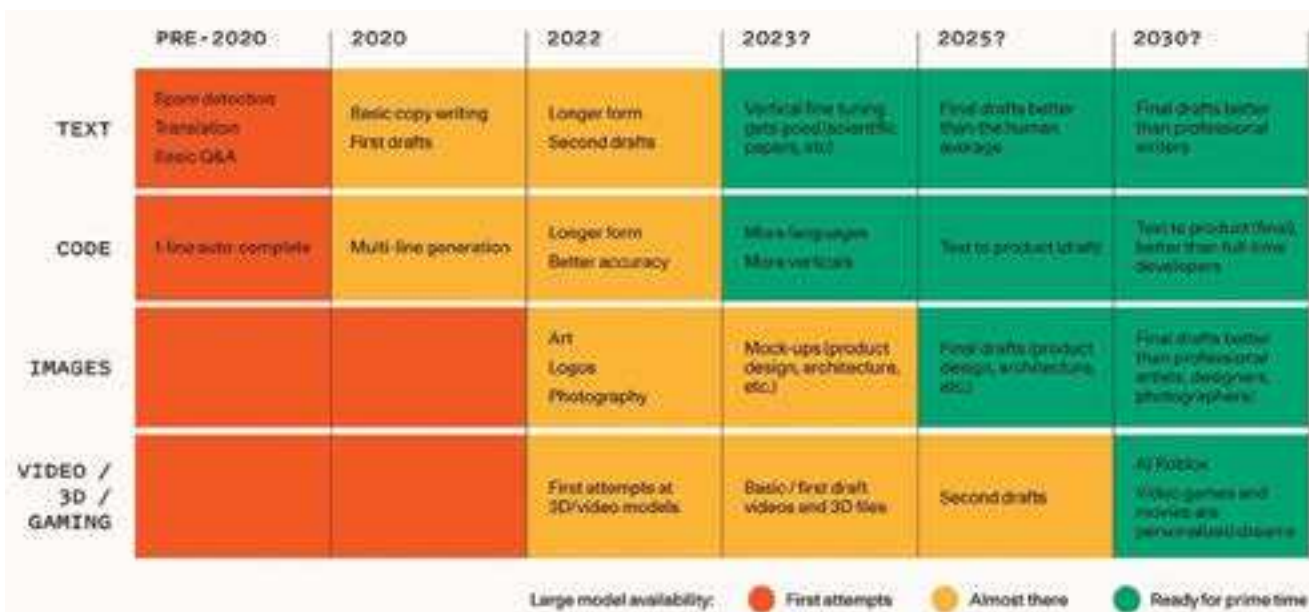 PRE-2020 2020 2022 2023? 2025? 2030?
TEXT
Spam detection
Translation
Basic Q&A
Basic copy writing
First drafts
Longer form
Second drafts
Vertical fine tuning
gets good (scientific
papers, etc)
Final drafts better
than the human
average
Final drafts better
than professional
writers
CODE
1-line auto-complete
Multi-line generation
Longer form
Better accuracy
More languages
More verticals
Text to product (draft)
Text to product (final),
better than full-time
developers
IMAGES
Art
Logos
Photography
Mock-ups (product
design, architecture,
etc.)
Final drafts (product
design, architecture,
etc.)
Final drafts better
than professional
artists, designers,
photographers)
VIDEO /
3D /
GAMING
First attempts at
3D/video models
Basic / first draft
videos and 3D files
Second drafts
AI Roblox
Video games and
movies are
personalized dreams
Large model availability: First attempts Almost there Ready for prime time